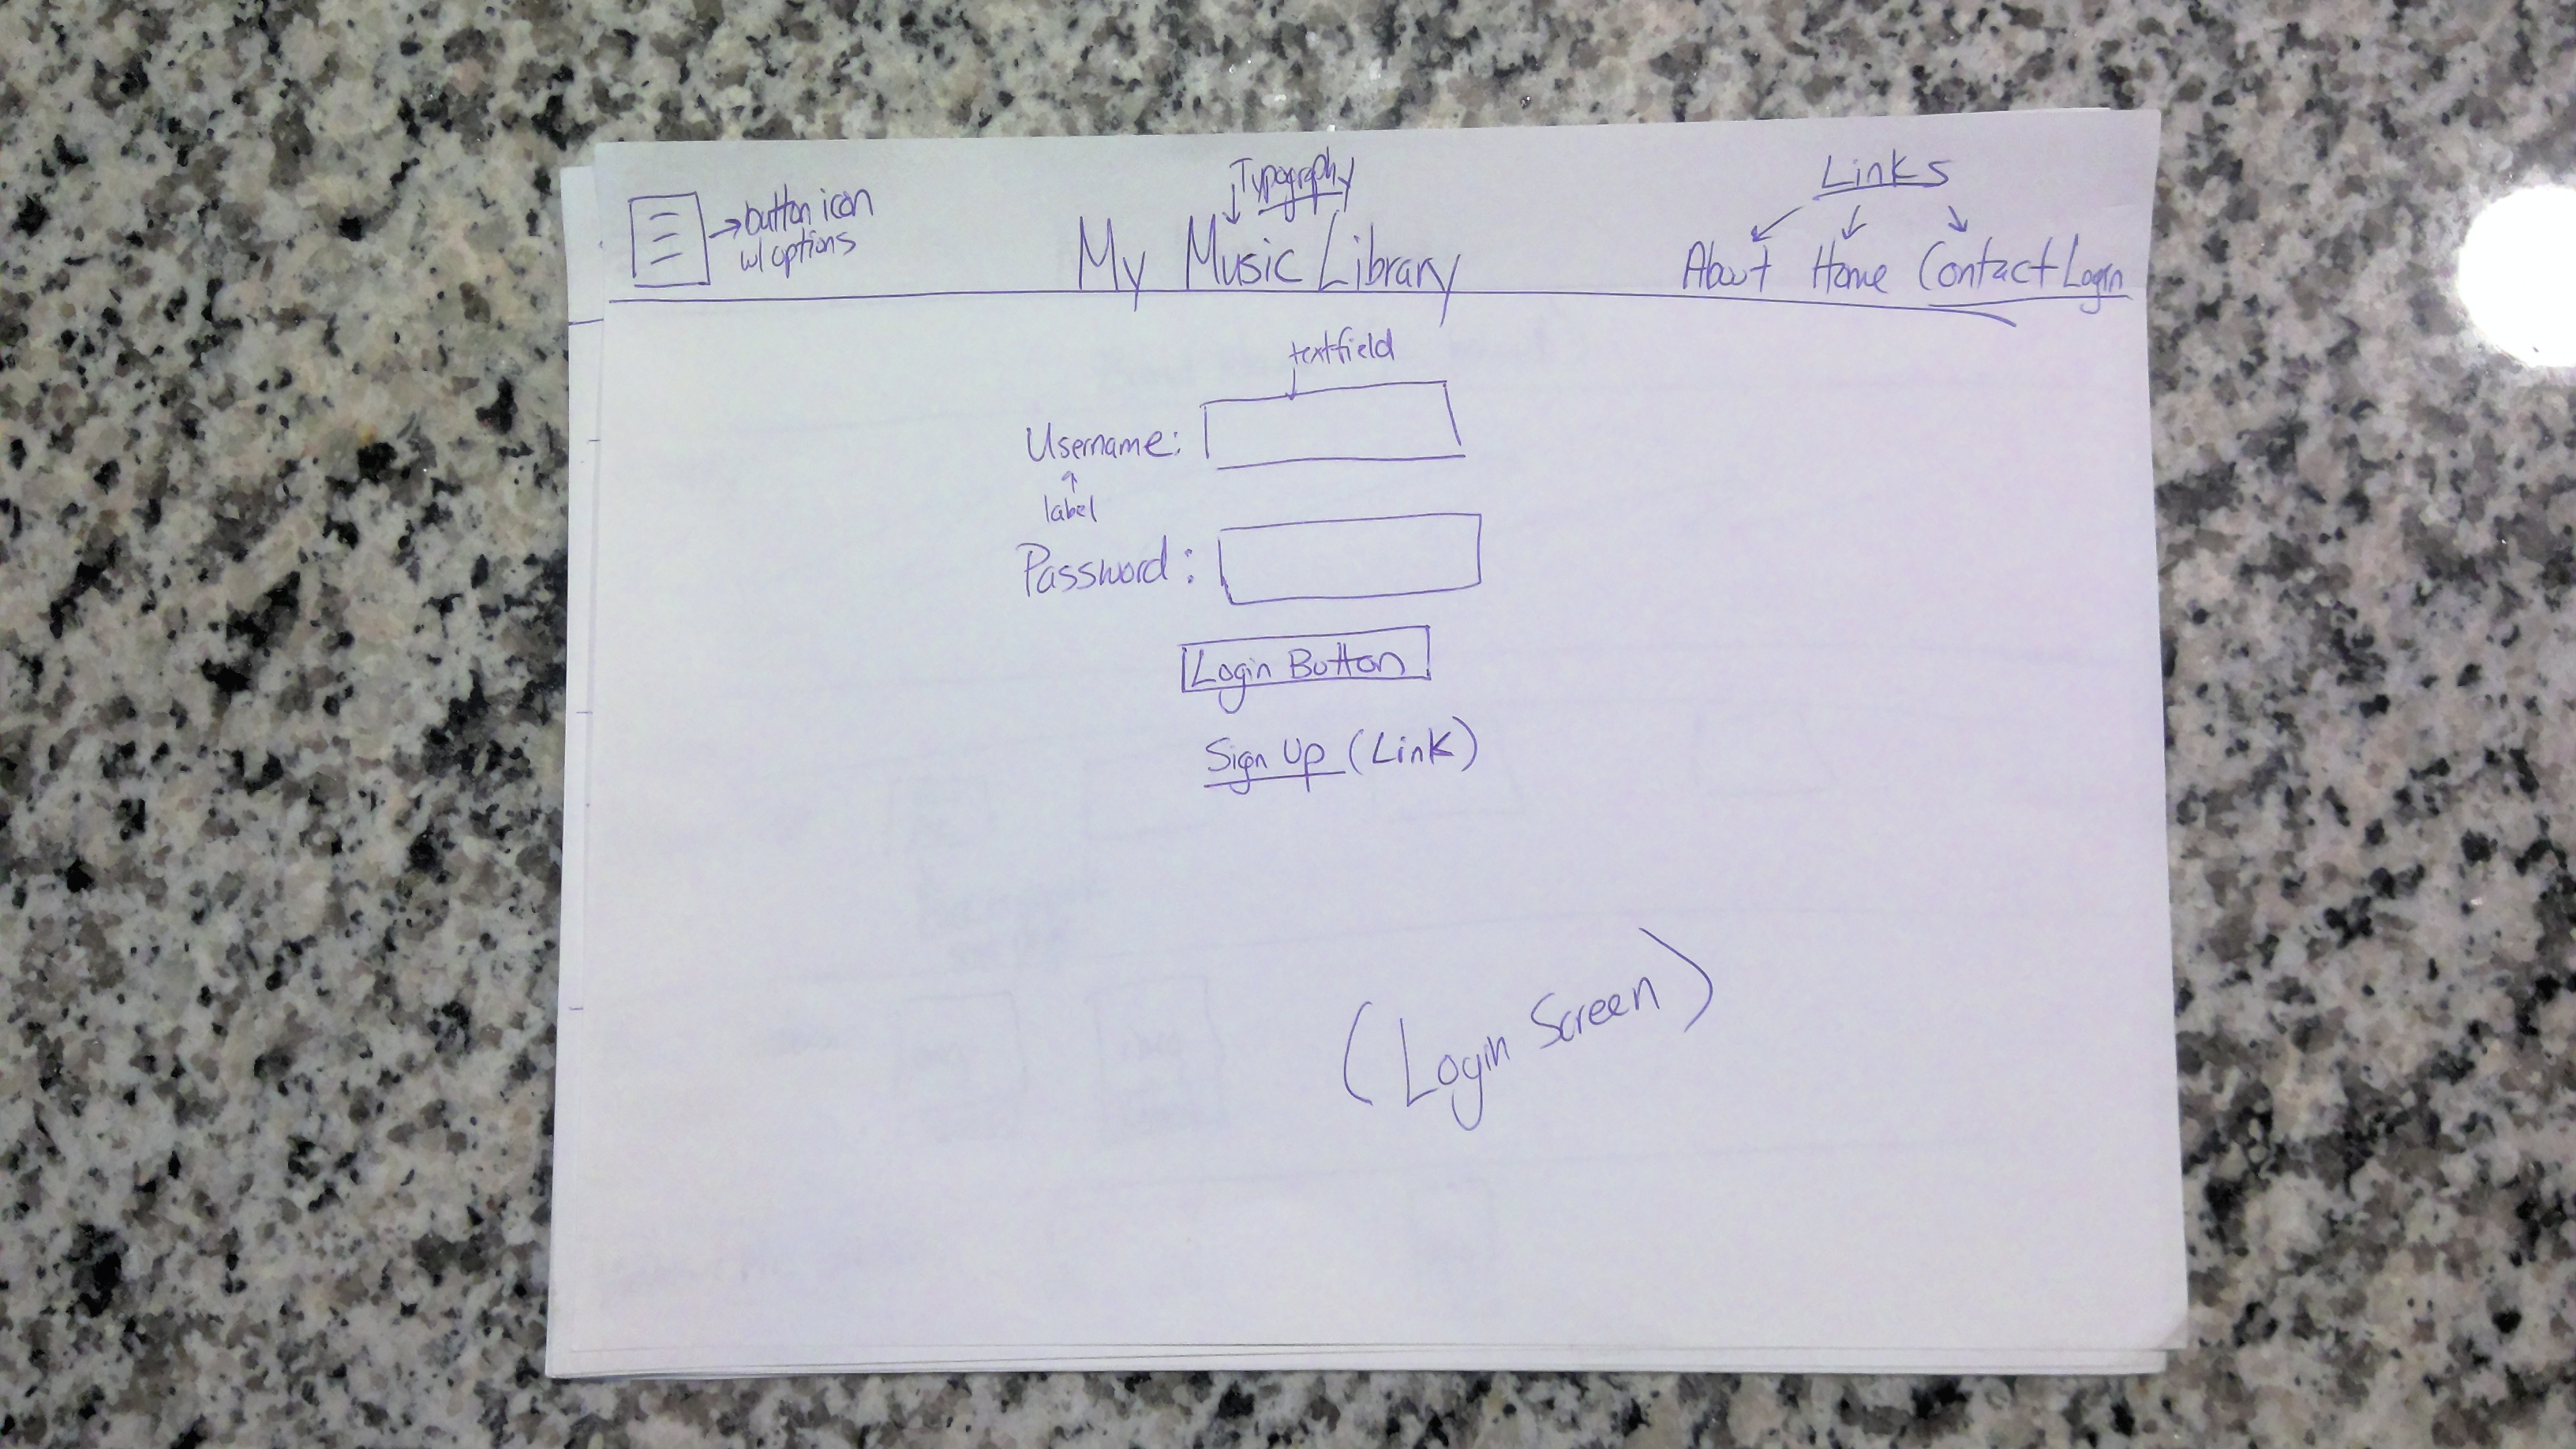 button icon
w/ options
Typography
My Music Library
Links
About Home Contact Login
textfield
Username:
label
Password:
Login Button
Sign Up (Link)
(Login Screen)